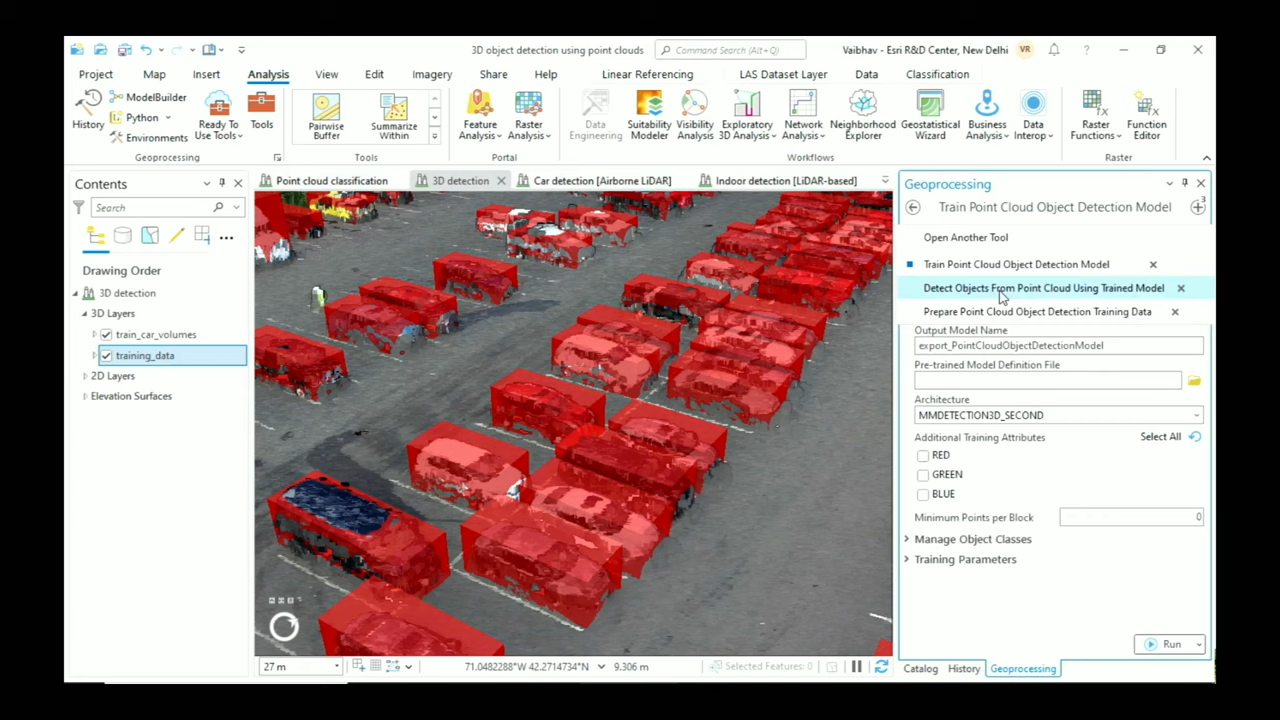 3D object detection using point clouds
Command Search (Alt+Q)
Vaibhav - Esri R&D Center, New Delhi
VR
?
Project
Map
Insert
Analysis
View
Edit
Imagery
Share
Help
Linear Referencing
LAS Dataset Layer
Data
Classification
History
ModelBuilder
Python
Environments
Ready To Use Tools
Tools
Pairwise Buffer
Summarize Within
Feature Analysis
Raster Analysis
Data Engineering
Suitability Modeler
Visibility Analysis
Exploratory 3D Analysis
Network Analysis
Neighborhood Explorer
Geostatistical Wizard
Business Analysis
Data Interop
Raster Functions
Function Editor
Geoprocessing
Tools
Portal
Workflows
Raster
Contents
Search
Drawing Order
3D detection
3D Layers
train_car_volumes
training_data
2D Layers
Elevation Surfaces
Point cloud classification
3D detection
Car detection [Airborne LiDAR]
Indoor detection [LiDAR-based]
27 m
71.0482288°W 42.2714734°N
9.306 m
Selected Features: 0
Geoprocessing
Train Point Cloud Object Detection Model
3
Open Another Tool
Train Point Cloud Object Detection Model
Detect Objects From Point Cloud Using Trained Model
Prepare Point Cloud Object Detection Training Data
Output Model Name
export_PointCloudObjectDetectionModel
Pre-trained Model Definition File
Architecture
MMDETECTION3D_SECOND
Additional Training Attributes
Select All
RED
GREEN
BLUE
Minimum Points per Block
0
Manage Object Classes
Training Parameters
Run
Catalog
History
Geoprocessing